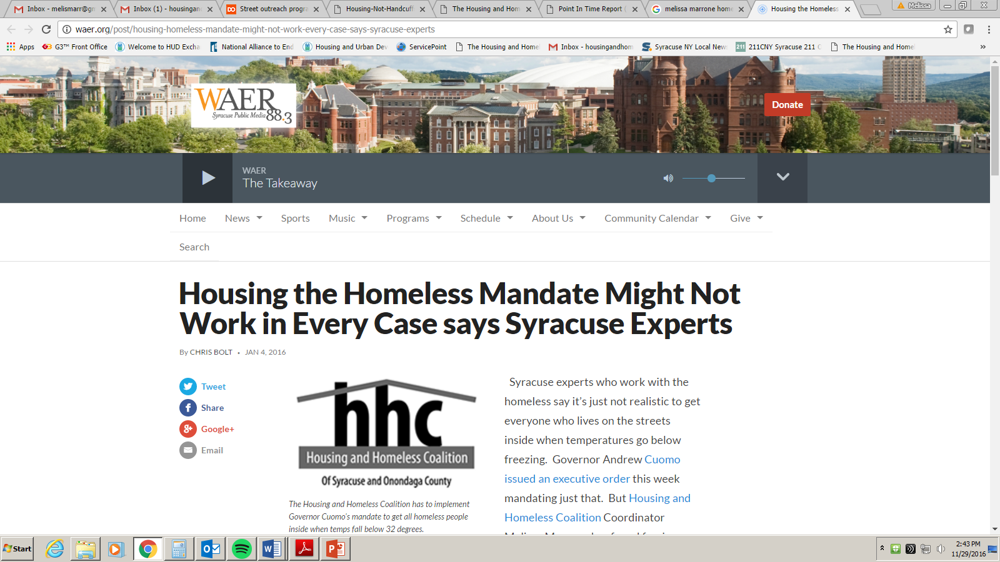 Inbox - melismarr@gm
Inbox (1) - housingan
Street outreach progra
Housing-Not-Handcuff
The Housing and Hom
Point In Time Report (
melissa marrone home
Housing the Homeless
Melissa
waer.org/post/housing-homeless-mandate-might-not-work-every-case-says-syracuse-experts
Apps
G3™ Front Office
Welcome to HUD Excha
National Alliance to End
Housing and Urban Dev
ServicePoint
The Housing and Homel
Inbox - housingandhom
Syracuse NY Local News
211
211CNY Syracuse 211 C
The Housing and Homel
WAER
Syracuse Public Media
88.3
Donate
WAER
The Takeaway
Home News Sports Music Programs Schedule About Us Community Calendar Give
Search
Housing the Homeless Mandate Might Not
Work in Every Case says Syracuse Experts
By CHRIS BOLT • JAN 4, 2016
Tweet
Share
Google+
Email
hhc
Housing and Homeless Coalition
Of Syracuse and Onondaga County
The Housing and Homeless Coalition has to implement
Governor Cuomo's mandate to get all homeless people
inside when temps fall below 32 degrees.
Syracuse experts who work with the
homeless say it's just not realistic to get
everyone who lives on the streets
inside when temperatures go below
freezing. Governor Andrew Cuomo
issued an executive order this week
mandating just that. But Housing and
Homeless Coalition Coordinator
Start
2:43 PM
11/29/2016